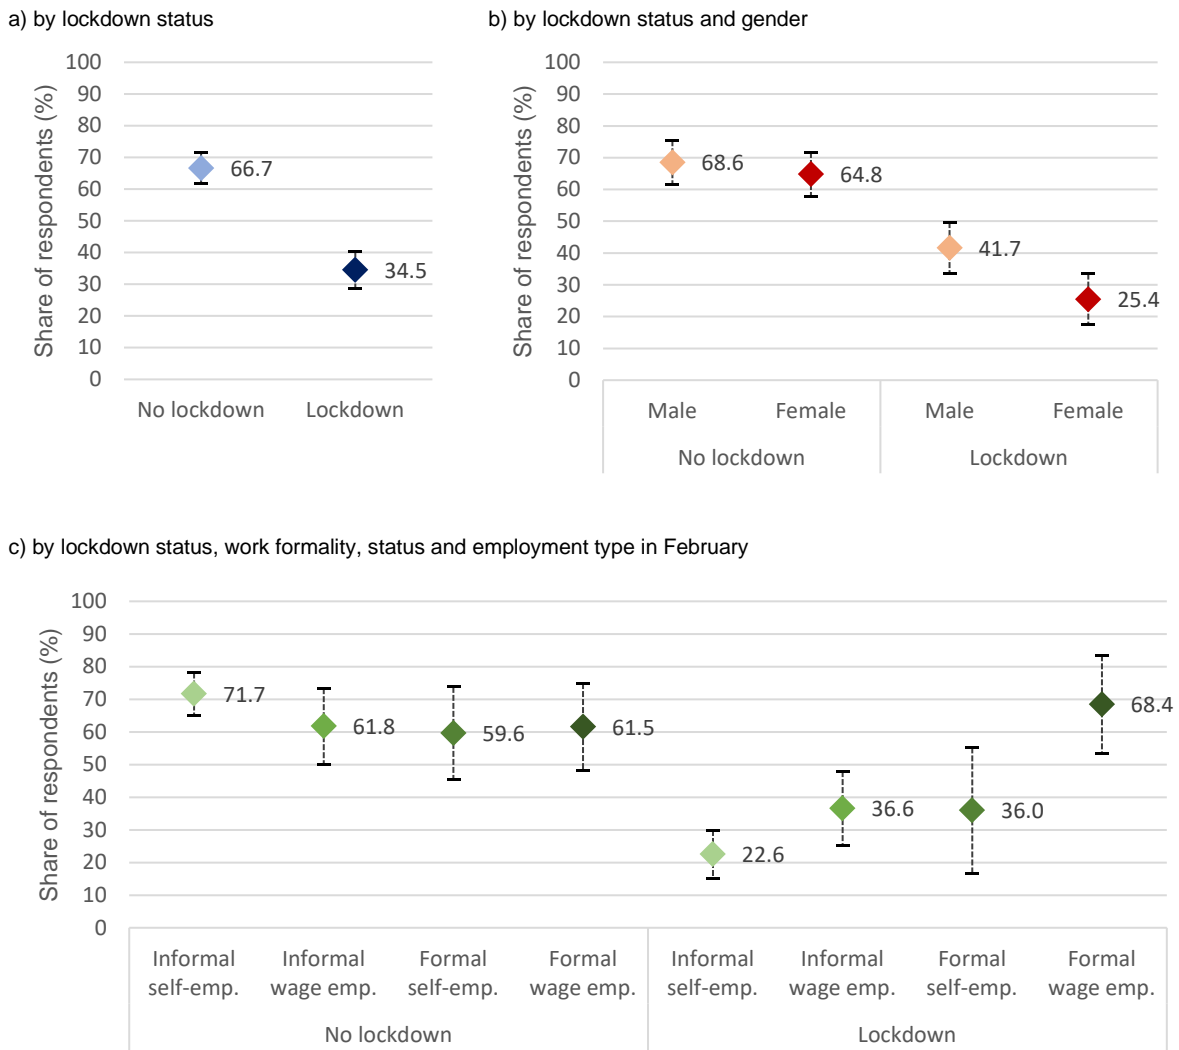 a) by lockdown status
Share of respondents (%)
100
90
80
70
60
50
40
30
20
10
0
66.7
34.5
No lockdown
Lockdown
b) by lockdown status and gender
Share of respondents (%)
100
90
80
70
60
50
40
30
20
10
0
68.6
64.8
41.7
25.4
Male
Female
Male
Female
No lockdown
Lockdown
c) by lockdown status, work formality, status and employment type in February
Share of respondents (%)
100
90
80
70
60
50
40
30
20
10
0
71.7
61.8
59.6
61.5
22.6
36.6
36.0
68.4
Informal
self-emp.
Informal
wage emp.
Formal
self-emp.
Formal
wage emp.
Informal
self-emp.
Informal
wage emp.
Formal
self-emp.
Formal
wage emp.
No lockdown
Lockdown